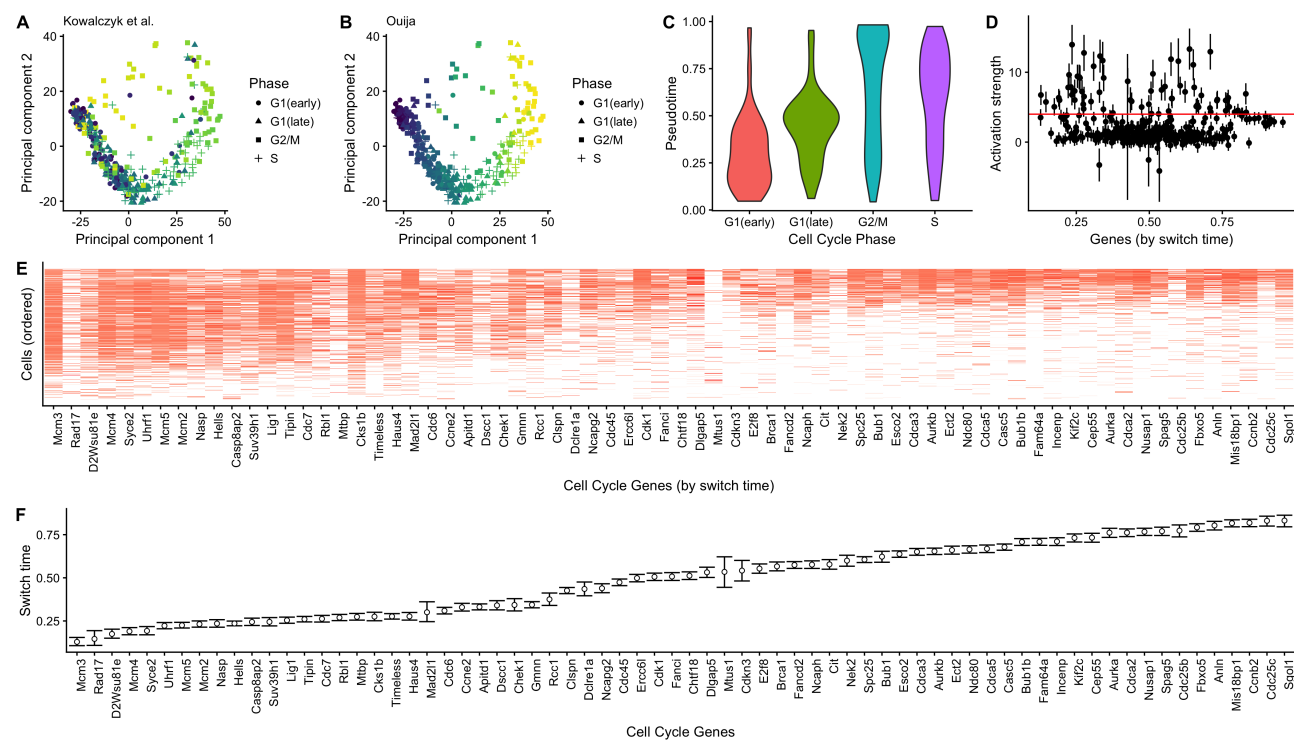 A
Kowalczyk et al.
Principal component 2
40
20
0
-20
-25
0
25
50
Principal component 1
Phase
G1(early)
G1(late)
G2/M
S
B
Ouija
Principal component 2
40
20
0
-20
-25
0
25
50
Principal component 1
Phase
G1(early)
G1(late)
G2/M
S
C
Pseudotime
1.00
0.75
0.50
0.25
0.00
G1(early)
G1(late)
G2/M
S
Cell Cycle Phase
D
Activation strength
10
0
0.25
0.50
0.75
Genes (by switch time)
E
Cells (ordered)
Mcm3
Rad17
D2Wsu81e
Mcm4
Syce2
Uhrf1
Mcm5
Mcm2
Nasp
Hells
Casp8ap2
Suv39h1
Lig1
Tipin
Cdc7
Rbl1
Mtbp
Cks1b
Timeless
Haus4
Mad2l1
Cdc6
Ccne2
Apitd1
Dscc1
Chek1
Gmnn
Rcc1
Clspn
Dclre1a
Ncapg2
Cdc45
Ercc6l
Cdk1
Fanci
Chtf18
Dlgap5
Mtus1
Cdkn3
E2f8
Brca1
Fancd2
Ncaph
Cit
Nek2
Spc25
Bub1
Esco2
Cdca3
Aurkb
Ect2
Ndc80
Cdca5
Casc5
Bub1b
Fam64a
Incenp
Kif2c
Cep55
Aurka
Cdca2
Nusap1
Spag5
Cdc25b
Fbxo5
Anln
Mis18bp1
Ccnb2
Cdc25c
Sgol1
Cell Cycle Genes (by switch time)
F
Switch time
0.75
0.50
0.25
Mcm3
Rad17
D2Wsu81e
Mcm4
Syce2
Uhrf1
Mcm5
Mcm2
Nasp
Hells
Casp8ap2
Suv39h1
Lig1
Tipin
Cdc7
Rbl1
Mtbp
Cks1b
Timeless
Haus4
Mad2l1
Cdc6
Ccne2
Apitd1
Dscc1
Chek1
Gmnn
Rcc1
Clspn
Dclre1a
Ncapg2
Cdc45
Ercc6l
Cdk1
Fanci
Chtf18
Dlgap5
Mtus1
Cdkn3
E2f8
Brca1
Fancd2
Ncaph
Cit
Nek2
Spc25
Bub1
Esco2
Cdca3
Aurkb
Ect2
Ndc80
Cdca5
Casc5
Bub1b
Fam64a
Incenp
Kif2c
Cep55
Aurka
Cdca2
Nusap1
Spag5
Cdc25b
Fbxo5
Anln
Mis18bp1
Ccnb2
Cdc25c
Sgol1
Cell Cycle Genes